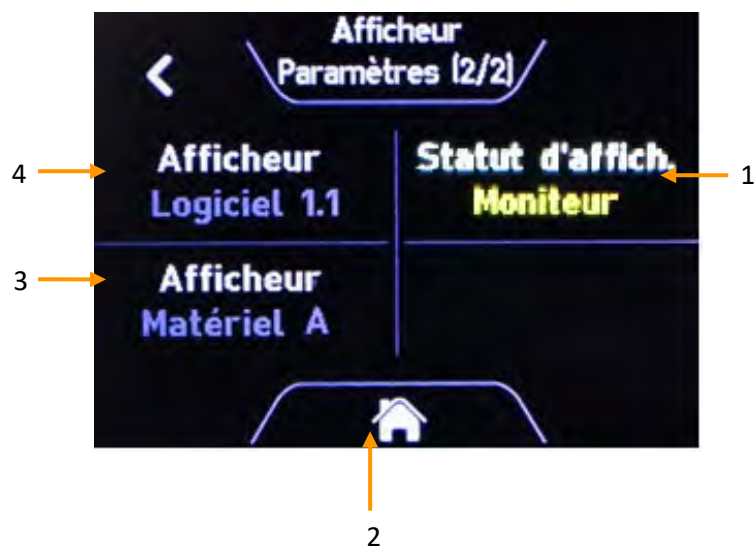 Afficheur
Paramètres (2/2)
4
Afficheur
Logiciel 1.1
Statut d'affich.
Moniteur
1
3
Afficheur
Matériel A
2